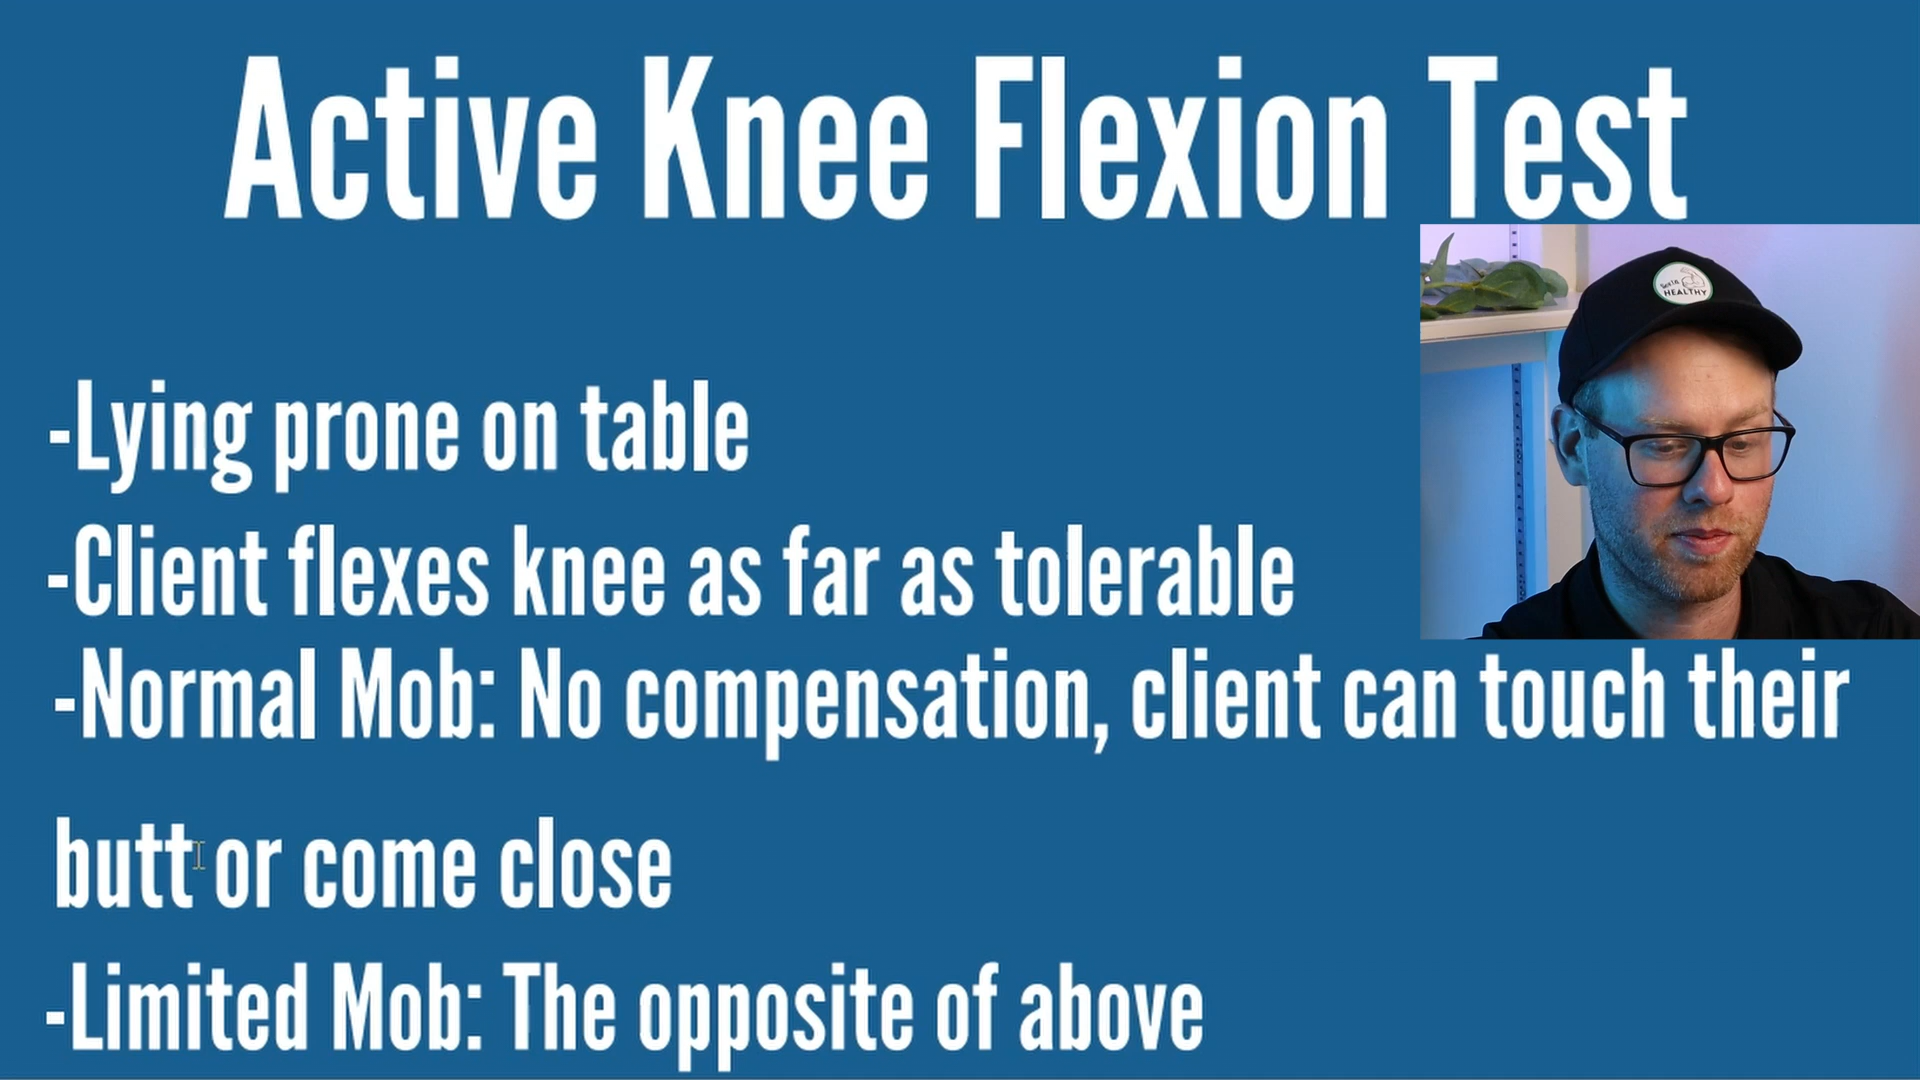 Active Knee Flexion Test
HEALTHY
-Lying prone on table
-Client flexes knee as far as tolerable
-Normal Mob: No compensation, client can touch their
butt or come close
-Limited Mob: The opposite of above